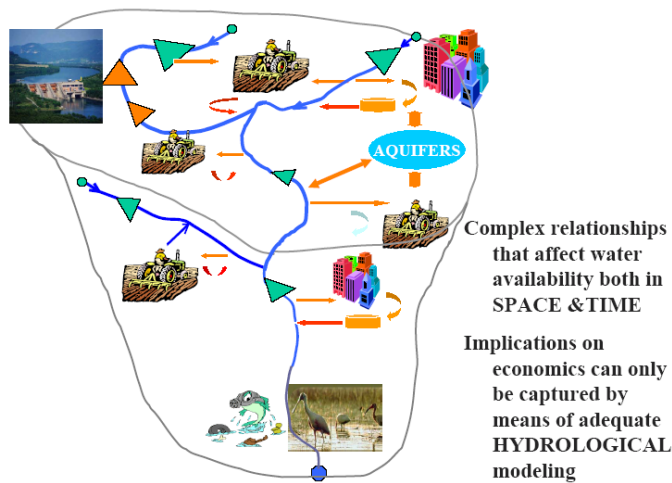 AQUIFERS
Complex relationships
that affect water
availability both in
SPACE &TIME
Implications on
economics can only
be captured by
means of adequate
HYDROLOGICAL
modeling